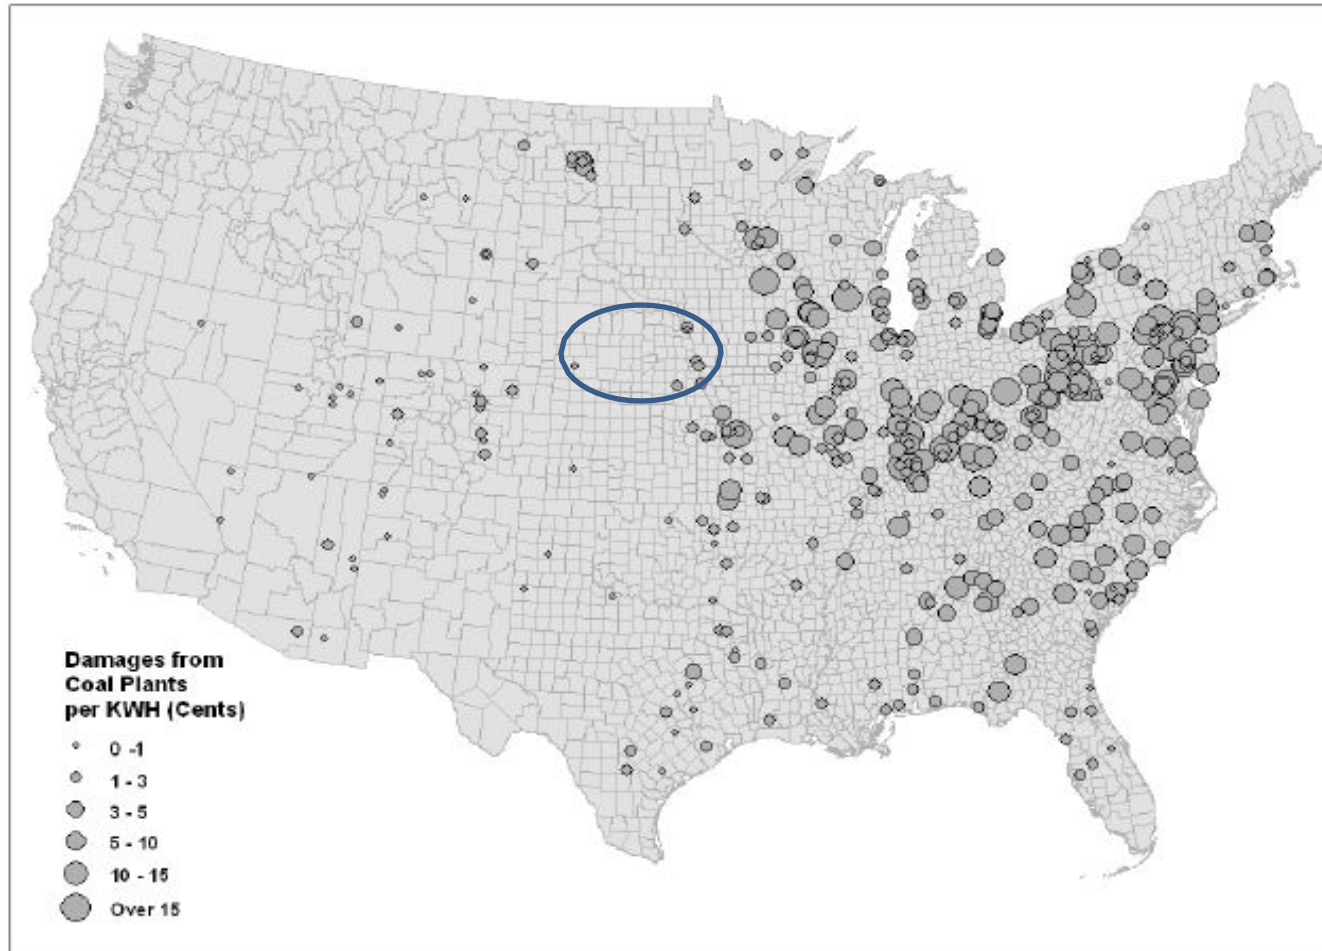 Damages from
Coal Plants
per KWH (Cents)
0 -1
1 - 3
3 - 5
5 - 10
10 - 15
Over 15